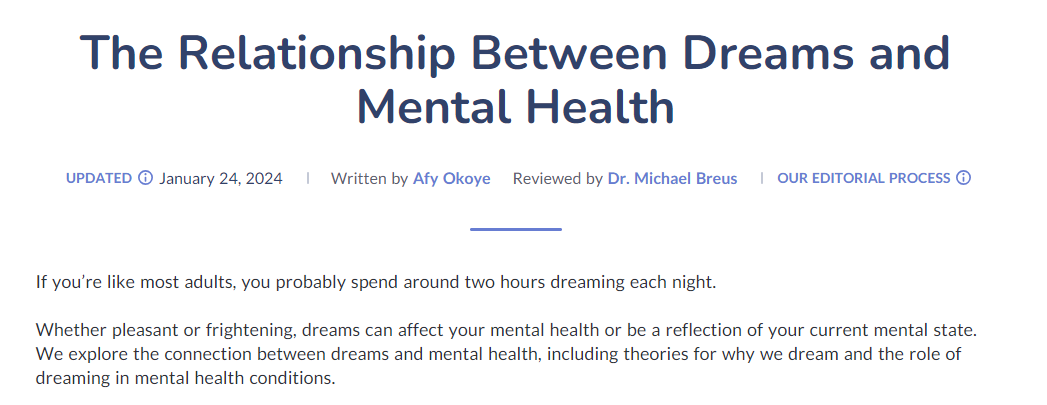 The Relationship Between Dreams and
Mental Health
UPDATED January 24, 2024 | Written by Afy Okoye Reviewed by Dr. Michael Breus | OUR EDITORIAL PROCESS
If you’re like most adults, you probably spend around two hours dreaming each night.
Whether pleasant or frightening, dreams can affect your mental health or be a reflection of your current mental state.
We explore the connection between dreams and mental health, including theories for why we dream and the role of
dreaming in mental health conditions.